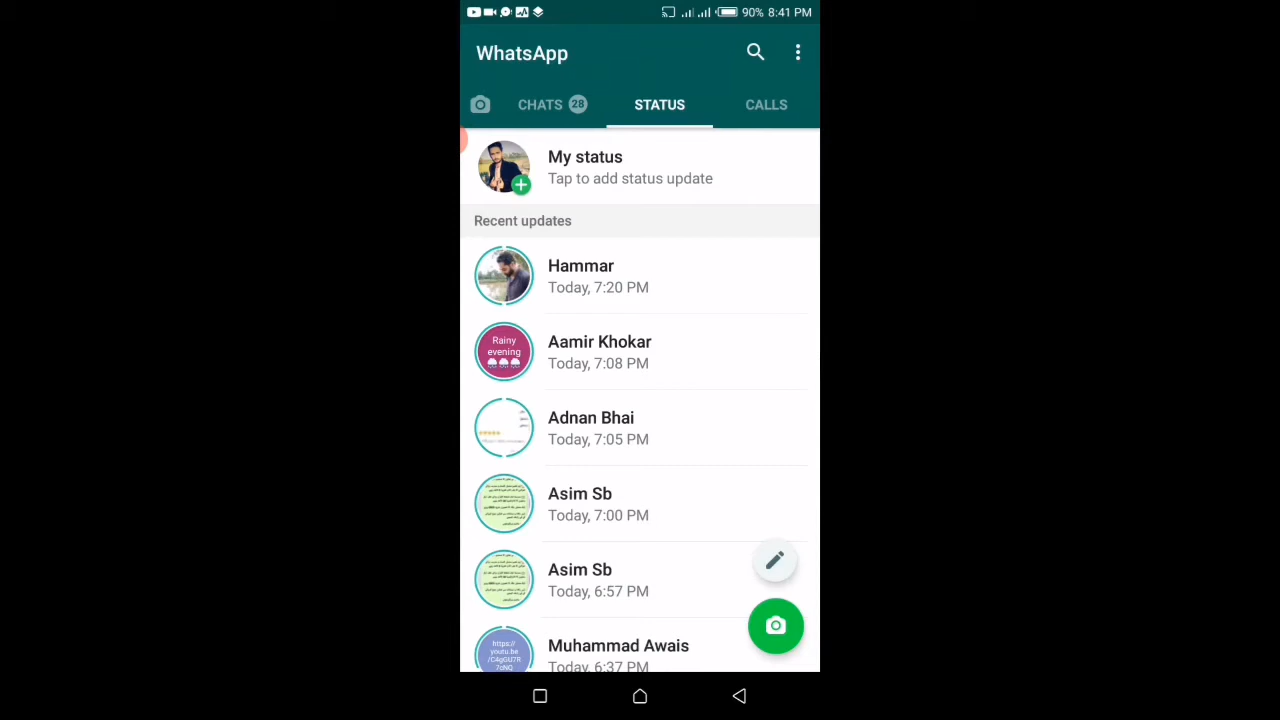 90% 8:41 PM
WhatsApp
CHATS 28 STATUS CALLS
My status
Tap to add status update
Recent updates
Hammar
Today, 7:20 PM
Rainy
evening
Aamir Khokar
Today, 7:08 PM
Adnan Bhai
Today, 7:05 PM
Asim Sb
Today, 7:00 PM
Asim Sb
Today, 6:57 PM
https://
youtu.be
Muhammad Awais
Today, 6:37 PM